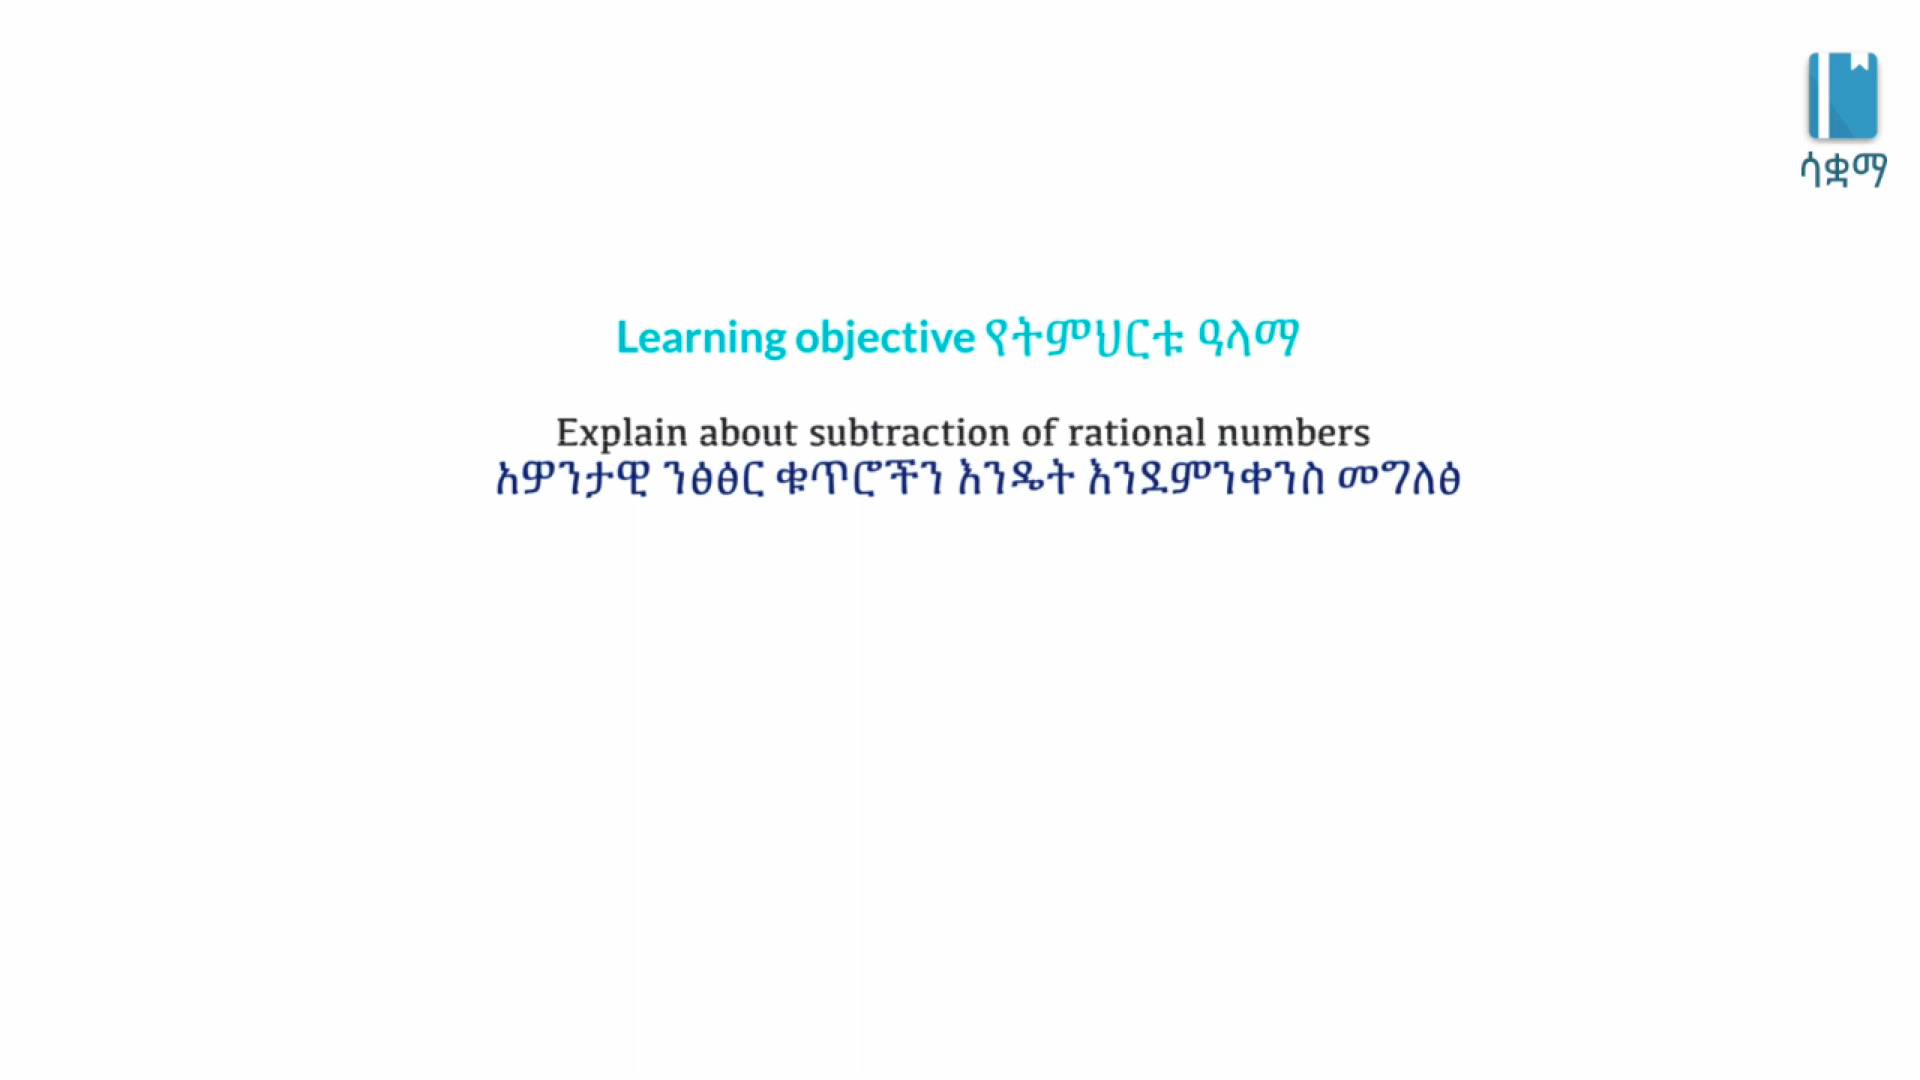 ሳቋማ
Learning objective የትምህርቱ ዓላማ
Explain about subtraction of rational numbers
አዎንታዊ ንፅፅር ቁጥሮችን እንዴት እንደምንቀንስ መግለፅ